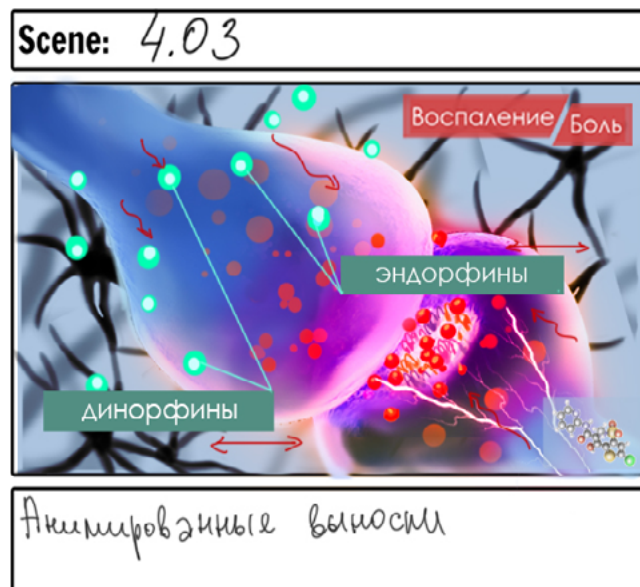 Scene: 4.03
Воспаление/Боль
эндорфины
динорфины
Анимированные выноски